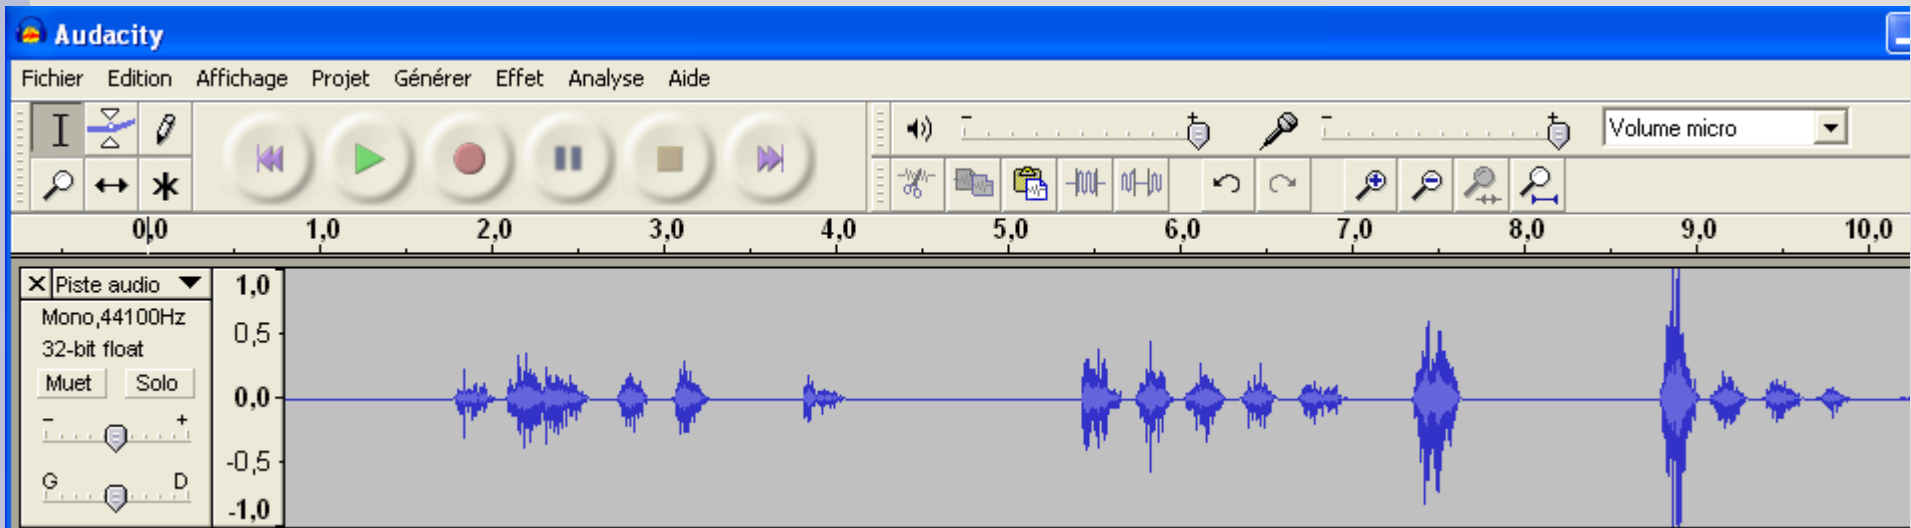 Audacity
Fichier Edition Affichage Projet Générer Effet Analyse Aide
Volume micro
0,0 1,0 2,0 3,0 4,0 5,0 6,0 7,0 8,0 9,0 10,0
Piste audio
Mono,44100Hz
32-bit float
Muet Solo
- +
G D
1,0
0,5
0,0
-0,5
-1,0